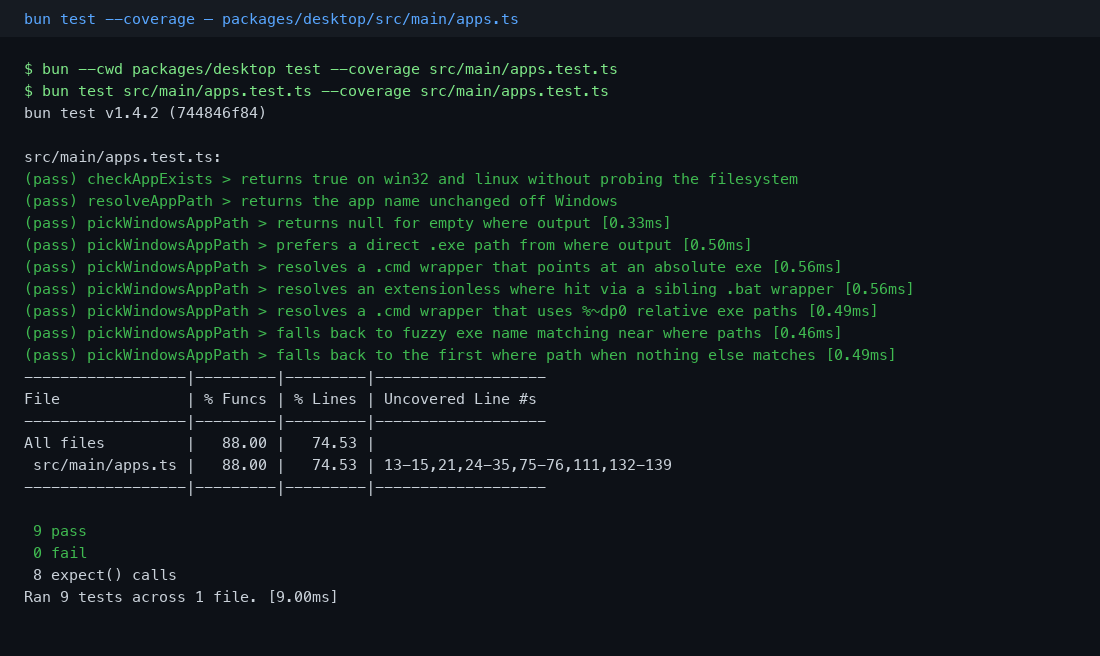 bun test --coverage — packages/desktop/src/main/apps.ts
$ bun --cwd packages/desktop test --coverage src/main/apps.test.ts
$ bun test src/main/apps.test.ts --coverage src/main/apps.test.ts
bun test v1.4.2 (744846f84)
src/main/apps.test.ts:
(pass) checkAppExists > returns true on win32 and linux without probing the filesystem
(pass) resolveAppPath > returns the app name unchanged off Windows
(pass) pickWindowsAppPath > returns null for empty where output [0.33ms]
(pass) pickWindowsAppPath > prefers a direct .exe path from where output [0.50ms]
(pass) pickWindowsAppPath > resolves a .cmd wrapper that points at an absolute exe [0.56ms]
(pass) pickWindowsAppPath > resolves an extensionless where hit via a sibling .bat wrapper [0.56ms]
(pass) pickWindowsAppPath > resolves a .cmd wrapper that uses %~dp0 relative exe paths [0.49ms]
(pass) pickWindowsAppPath > falls back to fuzzy exe name matching near where paths [0.46ms]
(pass) pickWindowsAppPath > falls back to the first where path when nothing else matches [0.49ms]
------------------|---------|---------|-------------------
File              | % Funcs | % Lines | Uncovered Line #s
------------------|---------|---------|-------------------
All files         |   88.00 |   74.53 |
 src/main/apps.ts |   88.00 |   74.53 | 13-15,21,24-35,75-76,111,132-139
------------------|---------|---------|-------------------
 9 pass
 0 fail
 8 expect() calls
Ran 9 tests across 1 file. [9.00ms]